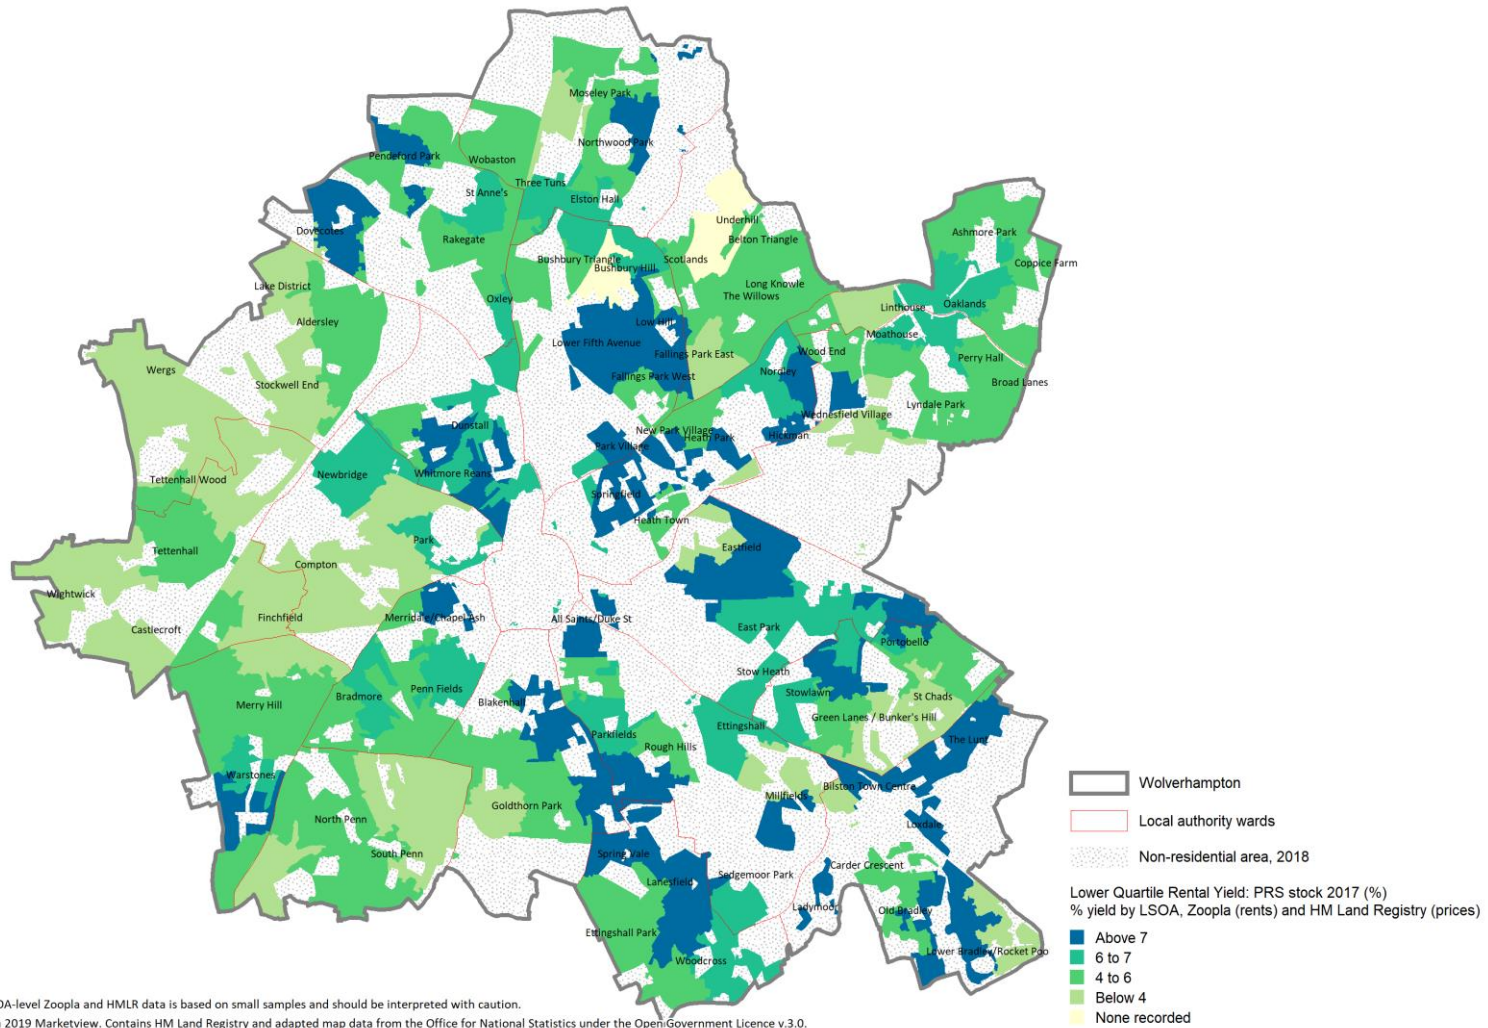 Moseley Park
Northwood Park
Pendeford Park
Wobaston
Three Tuns
St Anne's
Elston Hall
Underhill
Dovecotes
Rakegate
Belton Triangle
Ashmore Park
Bushbury Triangle
Scotlands
Bushbury Hill
Coppice Farm
Lake District
Long Knowle
The Willows
Oxley
Linthouse
Oaklands
Aldersley
Low Hill
Moathouse
Lower Fifth Avenue
Fallings Park East
Wood End
Perry Hall
Wergs
Nordley
Fallings Park West
Broad Lanes
Stockwell End
Lyndale Park
Wednesfield Village
Dunstall
New Park Village
Heath Park
Hickman
Park Village
Newbridge
Whitmore Reans
Tettenhall Wood
Springfield
Heath Town
Park
Eastfield
Tettenhall
Compton
Wightwick
Finchfield
Merridale/Chapel Ash
All Saints/Duke St
Castlecroft
East Park
Portobello
Stow Heath
Penn Fields
Stowlawn
Bradmore
St Chads
Merry Hill
Blakenhall
Green Lanes / Bunker's Hill
Ettingshall
Parkfields
The Lunt
Rough Hills
Warstones
Bilston Town Centre
Millfields
Goldthorn Park
North Penn
Loxdale
South Penn
Spring Vale
Carder Crescent
Sedgemoor Park
Lanesfield
Ladymoor
Old Bradley
Ettingshall Park
Lower Bradley/Rocket Poo
Woodcross
Wolverhampton
Local authority wards
Non-residential area, 2018
Lower Quartile Rental Yield: PRS stock 2017 (%)
% yield by LSOA, Zoopla (rents) and HM Land Registry (prices)
Above 7
6 to 7
4 to 6
Below 4
None recorded
OA-level Zoopla and HMLR data is based on small samples and should be interpreted with caution.
2019 Marketview. Contains HM Land Registry and adapted map data from the Office for National Statistics under the Open Government Licence v.3.0.